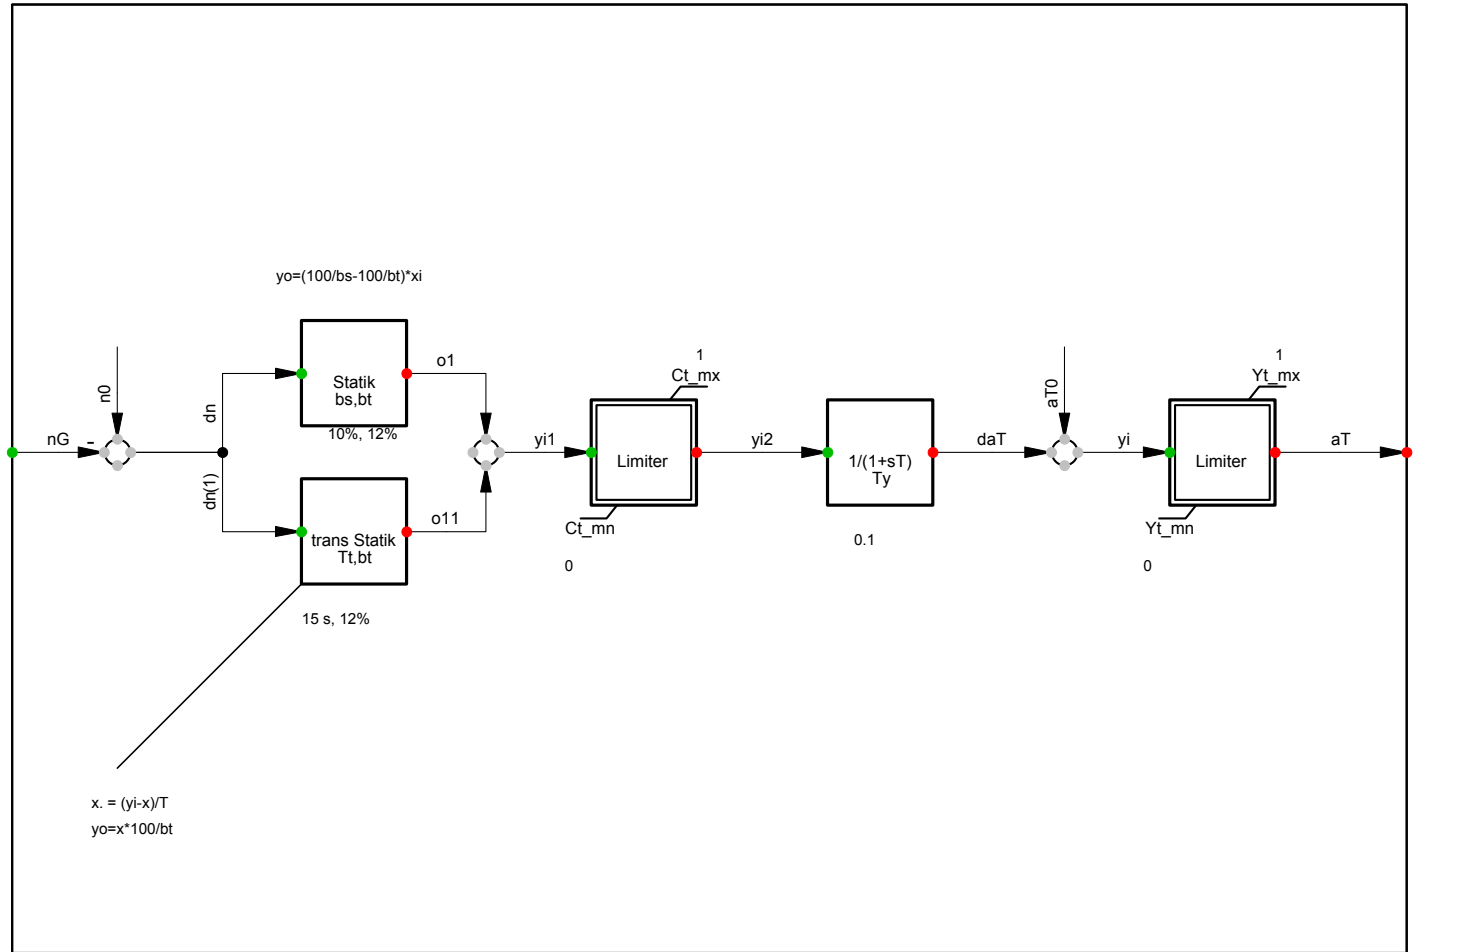 yo=(100/bs-100/bt)*xi
n0
nG
-
dn
dn(1)
Statik
bs,bt
10%, 12%
o1
trans Statik
Tt,bt
15 s, 12%
o11
yi1
1
Ct_mx
Limiter
Ct_mn
0
yi2
1/(1+sT)
Ty
0.1
daT
aT0
yi
1
Yt_mx
Limiter
Yt_mn
0
aT
x. = (yi-x)/T
yo=x*100/bt